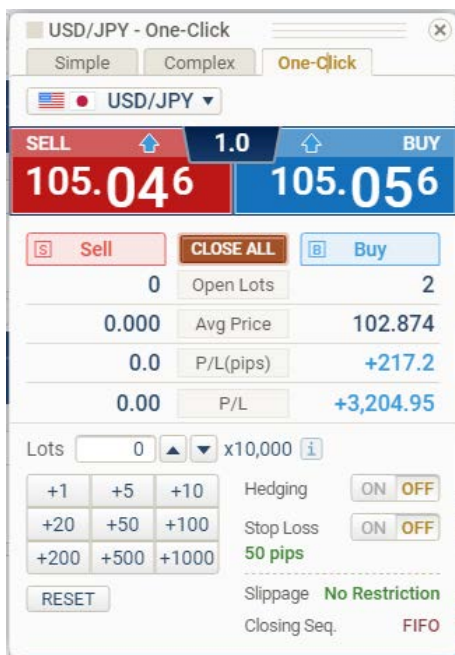 USD/JPY - One-Click
Simple Complex One-Click
USD/JPY
SELL 1.0 BUY
105.046 105.056
S Sell CLOSE ALL B Buy
0 Open Lots 2
0.000 Avg Price 102.874
0.0 P/L(pips) +217.2
0.00 P/L +3,204.95
Lots 0 x10,000 i
+1 +5 +10 Hedging ON OFF
+20 +50 +100 Stop Loss ON OFF
+200 +500 +1000 50 pips
RESET Slippage No Restriction
Closing Seq. FIFO